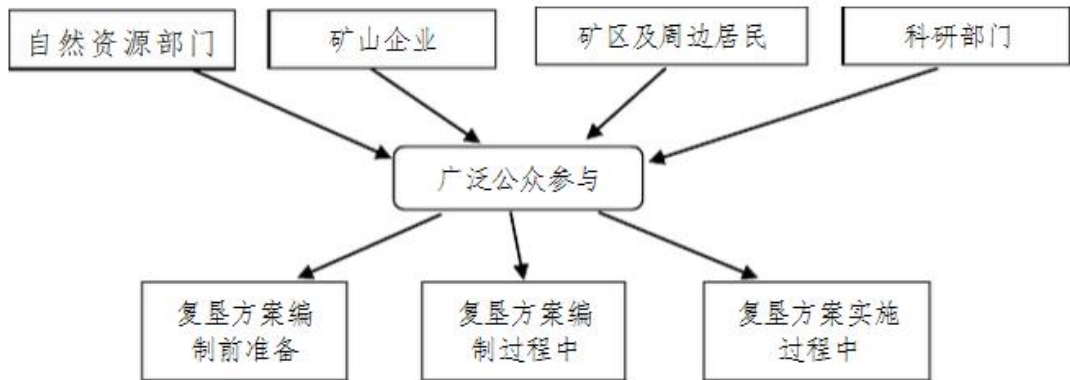 自然资源部门
矿山企业
矿区及周边居民
科研部门
广泛公众参与
复垦方案编
制前准备
复垦方案编
制过程中
复垦方案实施
过程中